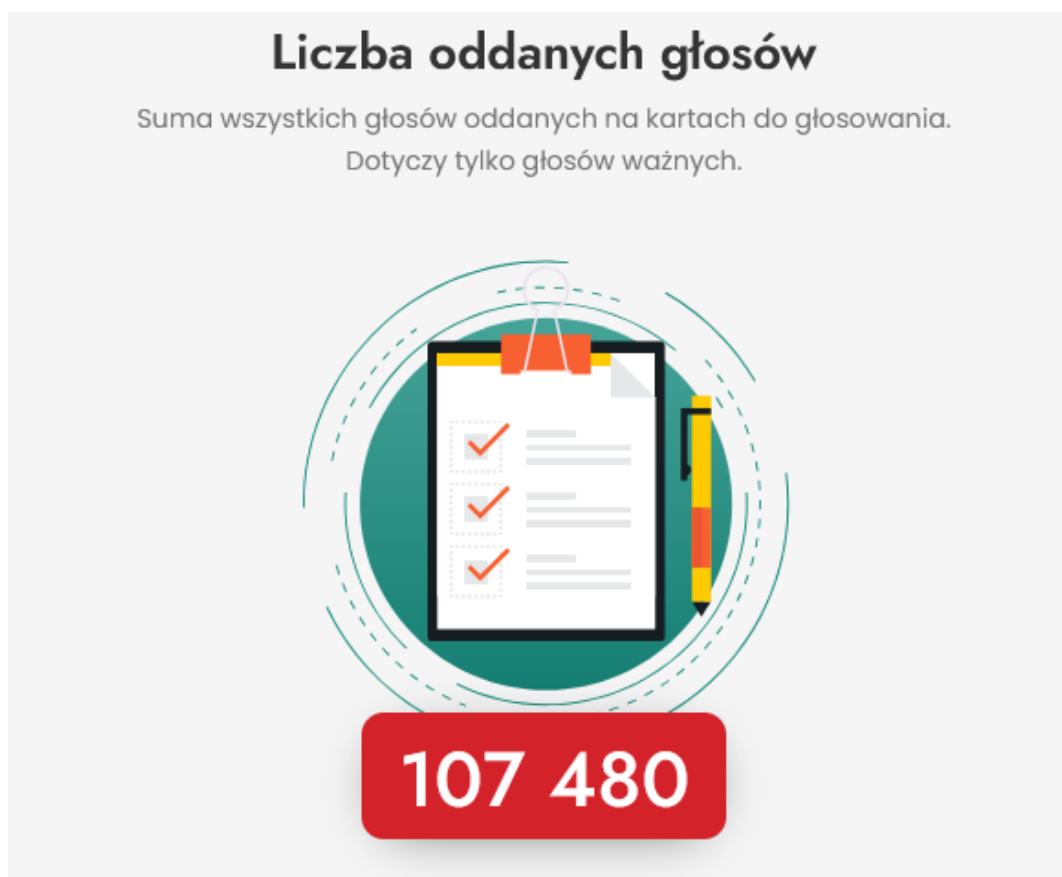 Liczba oddanych głosów
Suma wszystkich głosów oddanych na kartach do głosowania.
Dotyczy tylko głosów ważnych.
107 480